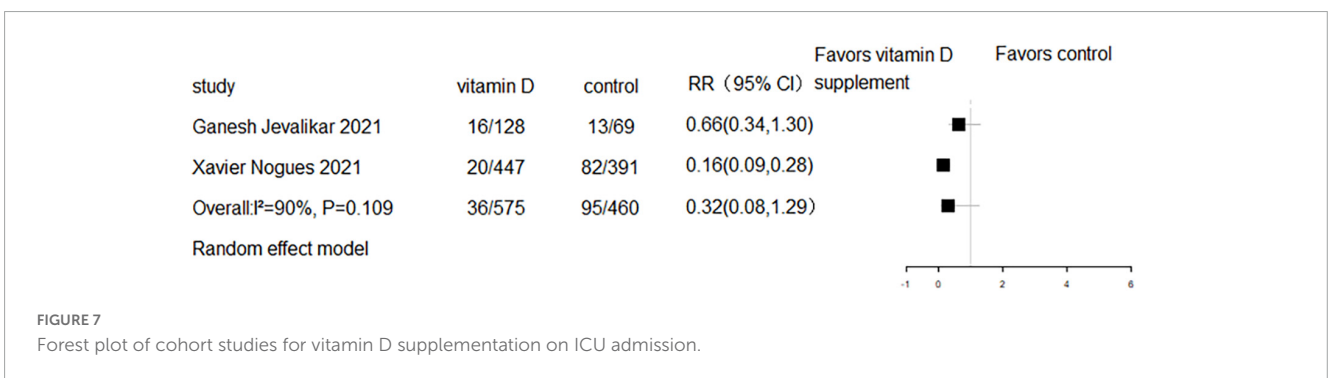 Favors vitamin D Favors control
study vitamin D control RR（95% CI）supplement
Ganesh Jevalikar 2021 16/128 13/69 0.66(0.34,1.30)
Xavier Nogues 2021 20/447 82/391 0.16(0.09,0.28)
Overall:I²=90%, P=0.109 36/575 95/460 0.32(0.08,1.29）
Random effect model
-1 0 2 4 6
FIGURE 7
Forest plot of cohort studies for vitamin D supplementation on ICU admission.